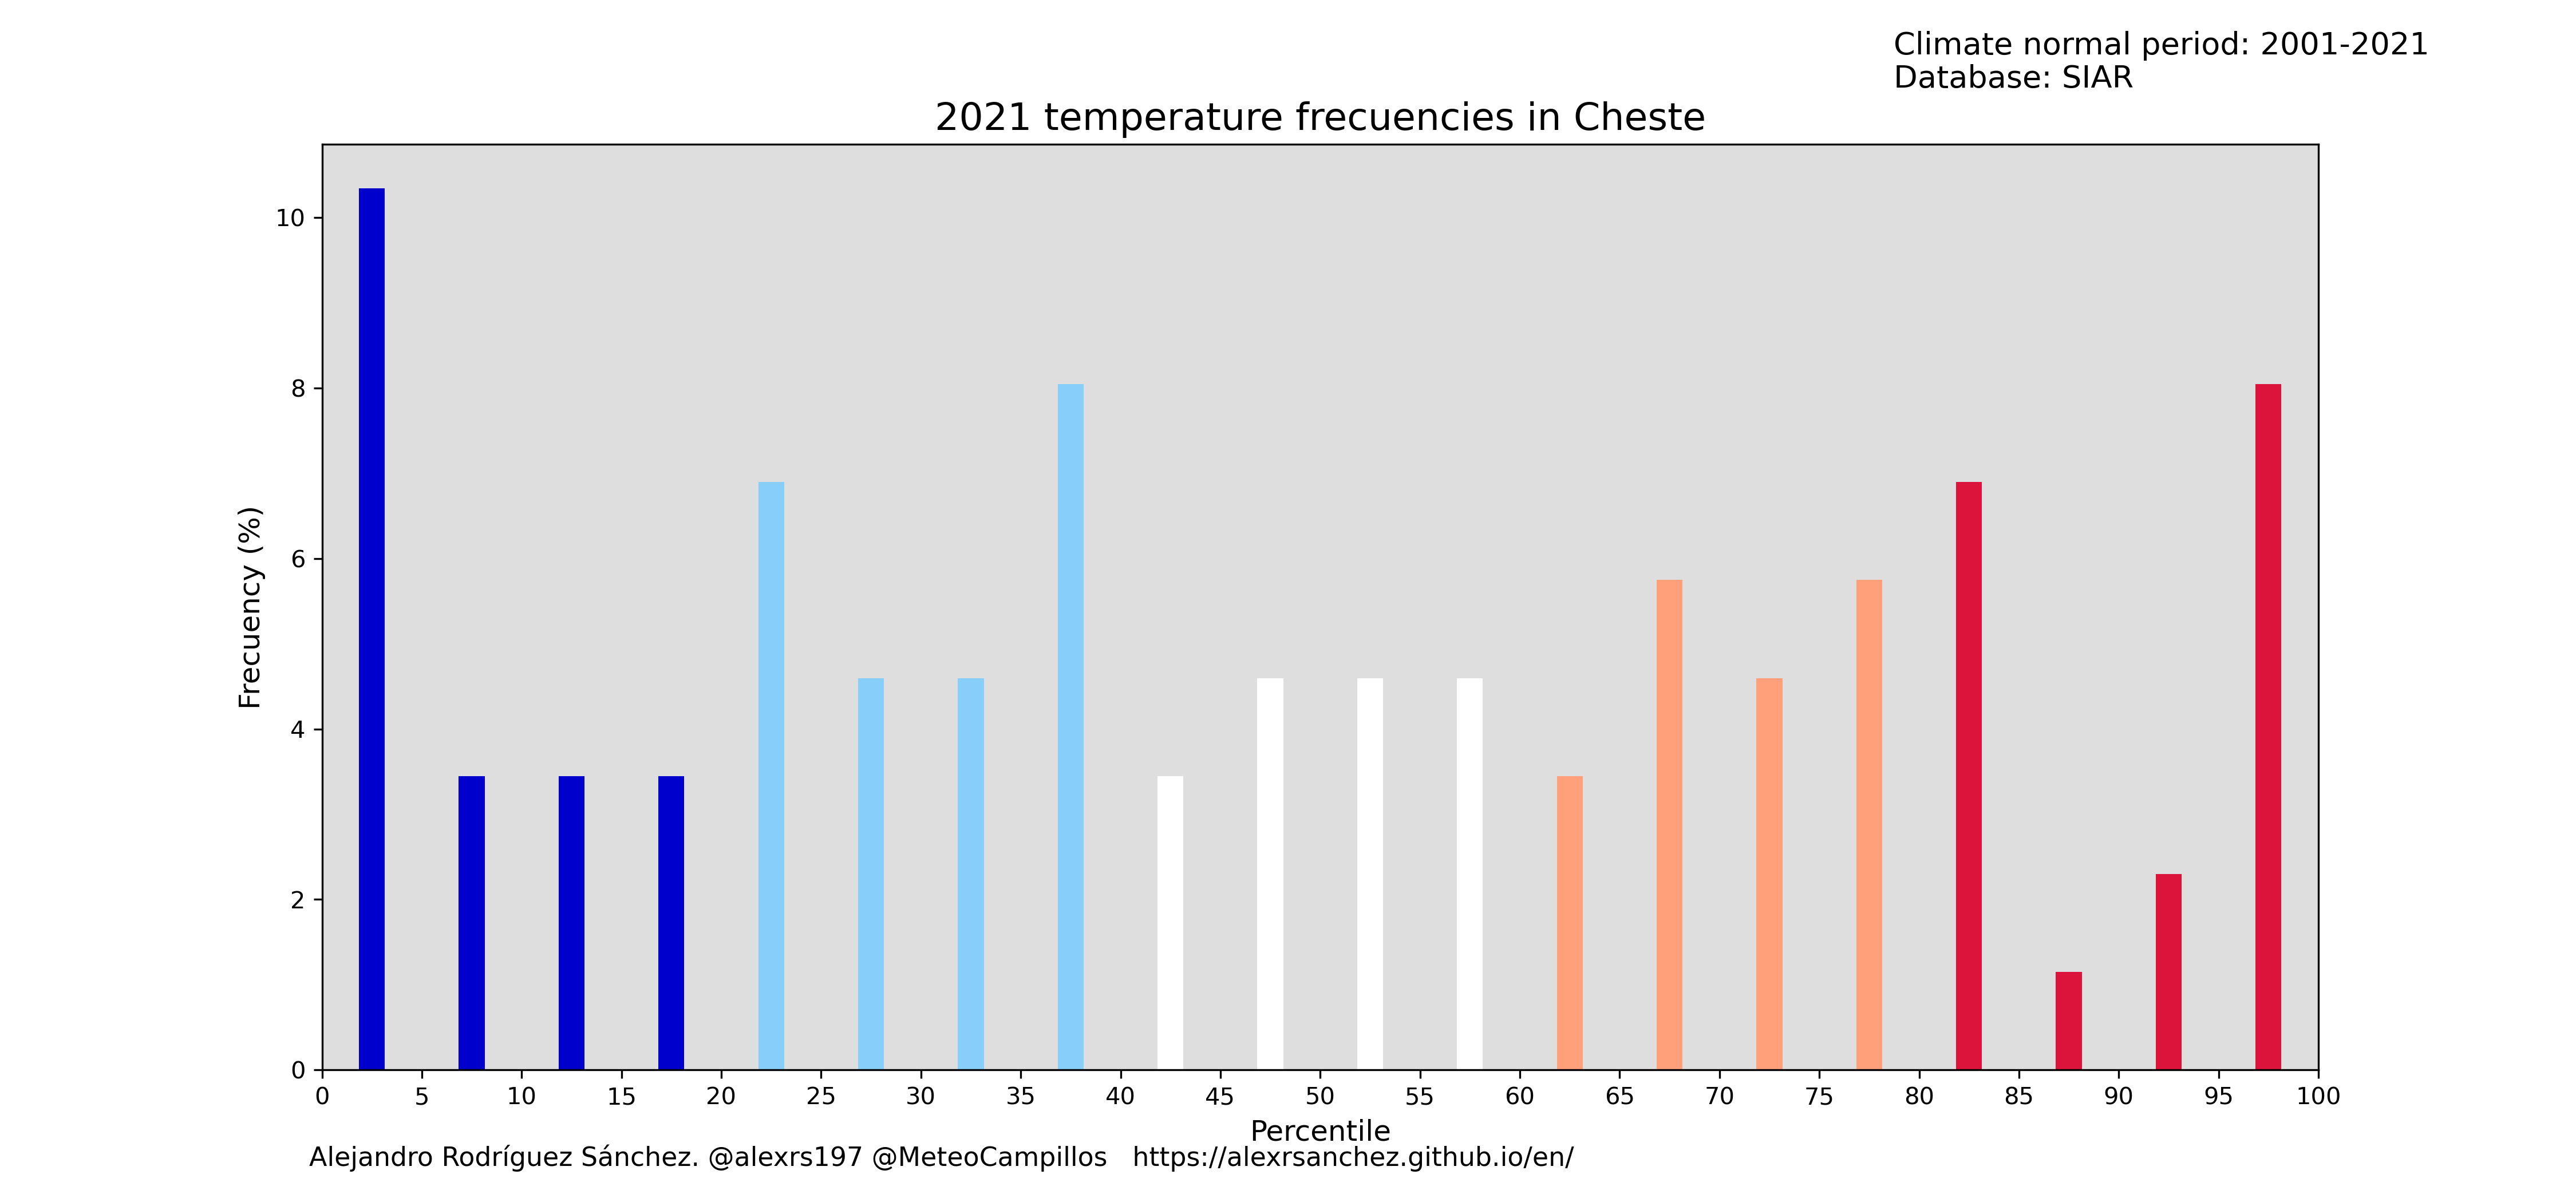 Climate normal period: 2001-2021
Database: SIAR
2021 temperature frecuencies in Cheste
Frecuency (%)
10
8
6
4
2
0
0 5 10 15 20 25 30 35 40 45 50 55 60 65 70 75 80 85 90 95 100
Percentile
Alejandro Rodríguez Sánchez. @alexrs197 @MeteoCampillos https://alexrsanchez.github.io/en/